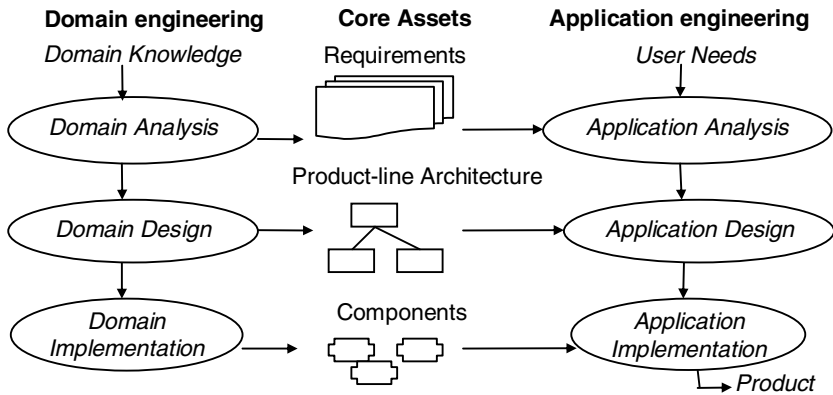 Domain engineering
Core Assets
Application engineering
Domain Knowledge
Requirements
User Needs
Domain Analysis
Application Analysis
Product-line Architecture
Domain Design
Application Design
Components
Domain
Implementation
Application
Implementation
Product